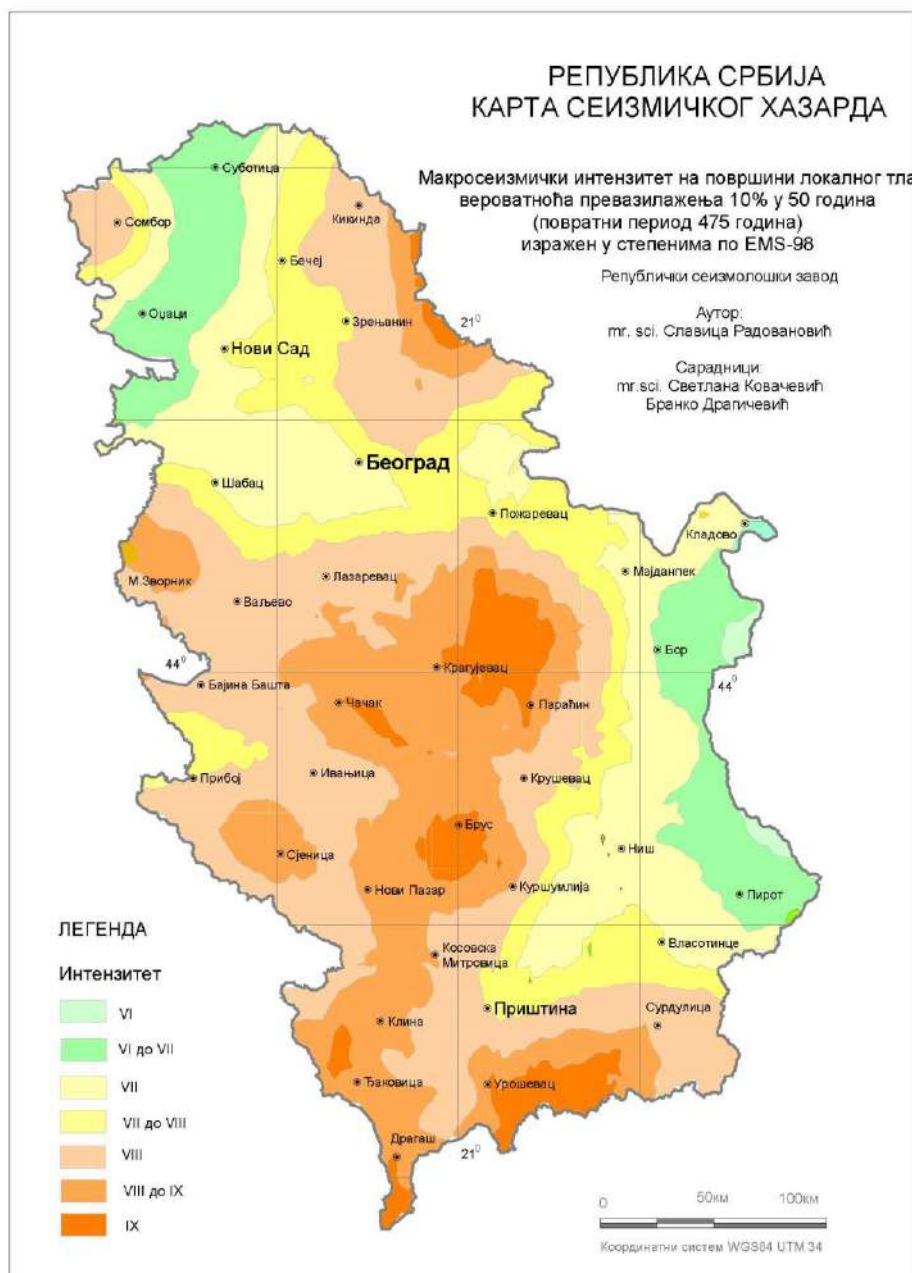 РЕПУБЛИКА СРБИЈА
КАРТА СЕИЗМИЧКОГ ХАЗАРДА
Макросеизмички интензитет на површини локалног тла
вероватноћа превазилажења 10% у 50 година
(повратни период 475 година)
изражен у степенима по EMS-98
Републички сеизмолошки завод
Аутор:
mr. sci. Славица Радовановић
Сарадници:
mr.sci. Светлана Ковачевић
Бранко Драгичевић
Суботица
Сомбор
Кикинда
Бечеј
Оџаци
Зрењанин
21⁰
Нови Сад
Београд
Шабац
Пожаревац
Кладово
Мајданпек
М.Зворник
Лазаревац
Ваљево
Бор
44⁰
Крагујевац
44⁰
Бајина Башта
Чачак
Параћин
Прибој
Ивањица
Крушевац
Брус
Сјеница
Ниш
Нови Пазар
Куршумлија
Пирот
Косовска
Митровица
Власотинце
Приштина
Сурдулица
Клина
Ђаковица
Урошевац
Драгаш
21⁰
ЛЕГЕНДА
Интензитет
VI
VI до VII
VII
VII до VIII
VIII
VIII до IX
IX
0 50км 100км
Координатни систем WGS84 UTM 34